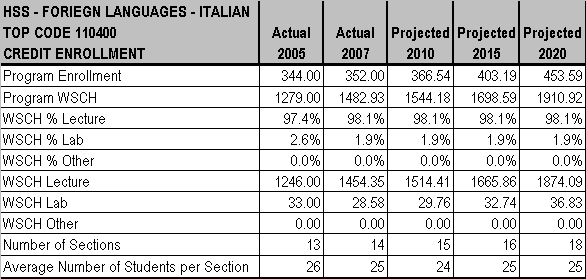 HSS - FORIEGN LANGUAGES - ITALIAN
TOP CODE 110400 Actual Actual Projected Projected Projected
CREDIT ENROLLMENT 2005 2007 2010 2015 2020
Program Enrollment 344.00 352.00 366.54 403.19 453.59
Program WSCH 1279.00 1482.93 1544.18 1698.59 1910.92
WSCH % Lecture 97.4% 98.1% 98.1% 98.1% 98.1%
WSCH % Lab 2.6% 1.9% 1.9% 1.9% 1.9%
WSCH % Other 0.0% 0.0% 0.0% 0.0% 0.0%
WSCH Lecture 1246.00 1454.35 1514.41 1665.86 1874.09
WSCH Lab 33.00 28.58 29.76 32.74 36.83
WSCH Other 0.00 0.00 0.00 0.00 0.00
Number of Sections 13 14 15 16 18
Average Number of Students per Section 26 25 24 25 25